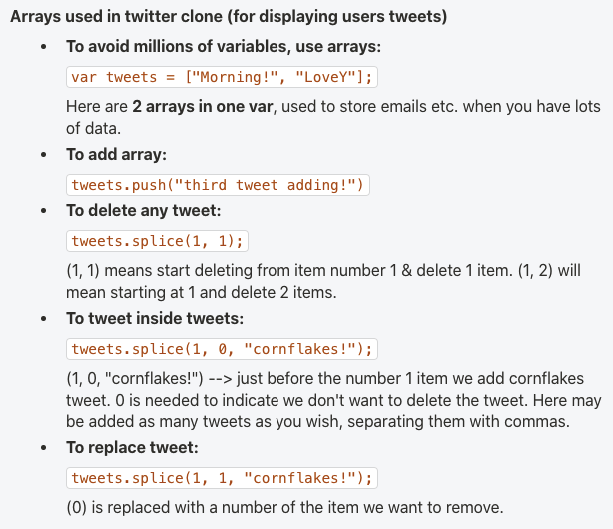 Arrays used in twitter clone (for displaying users tweets)
• To avoid millions of variables, use arrays:
var tweets = ["Morning!", "LoveY"];
Here are 2 arrays in one var, used to store emails etc. when you have lots
of data.
• To add array:
tweets.push("third tweet adding!")
• To delete any tweet:
tweets.splice(1, 1);
(1, 1) means start deleting from item number 1 & delete 1 item. (1, 2) will
mean starting at 1 and delete 2 items.
• To tweet inside tweets:
tweets.splice(1, 0, "cornflakes!");
(1, 0, "cornflakes!") --> just before the number 1 item we add cornflakes
tweet. 0 is needed to indicate we don't want to delete the tweet. Here may
be added as many tweets as you wish, separating them with commas.
• To replace tweet:
tweets.splice(1, 1, "cornflakes!");
(0) is replaced with a number of the item we want to remove.